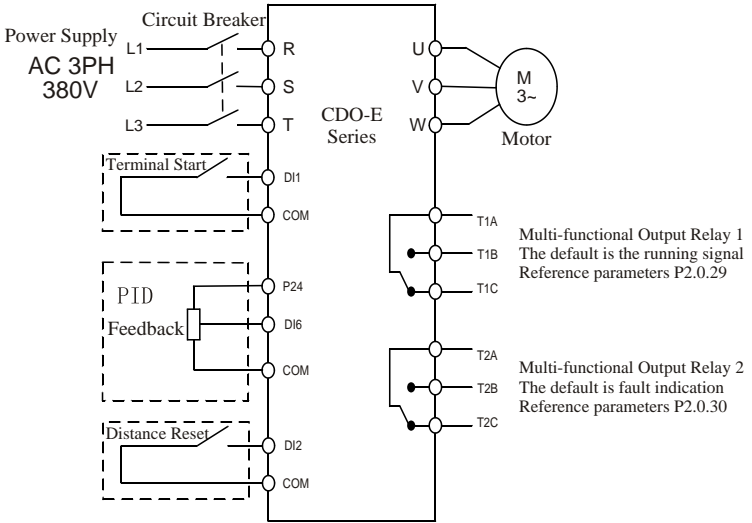 Power Supply
AC 3PH
380V
Circuit Breaker
L1
L2
L3
R
S
T
CDO-E
Series
U
V
W
M
3~
Motor
Terminal Start
DI1
COM
PID
Feedback
P24
DI6
COM
Distance Reset
DI2
COM
T1A
T1B
T1C
Multi-functional Output Relay 1
The default is the running signal
Reference parameters P2.0.29
T2A
T2B
T2C
Multi-functional Output Relay 2
The default is fault indication
Reference parameters P2.0.30